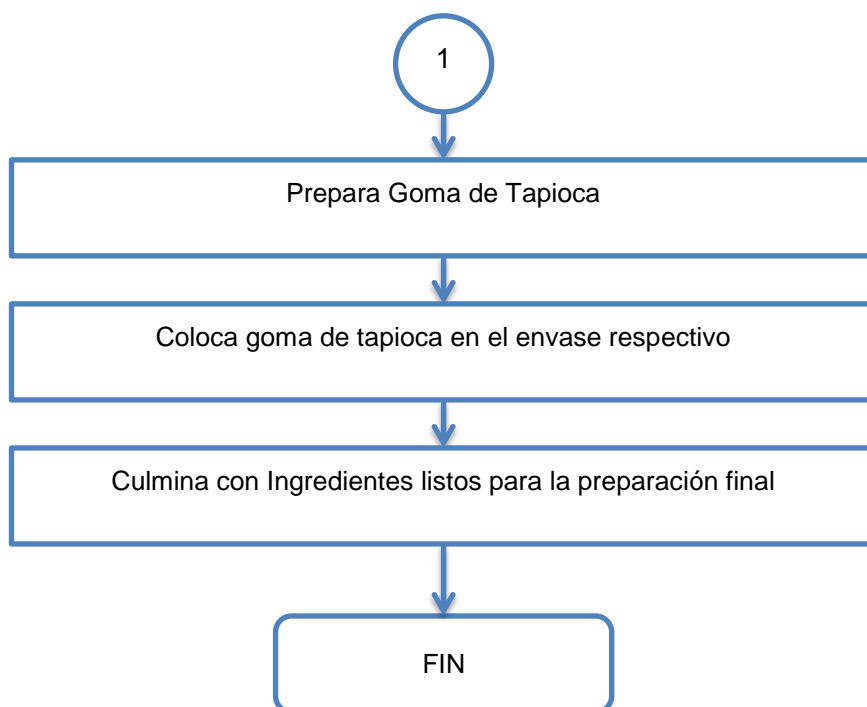 1
Prepara Goma de Tapioca
Coloca goma de tapioca en el envase respectivo
Culmina con Ingredientes listos para la preparación final
FIN